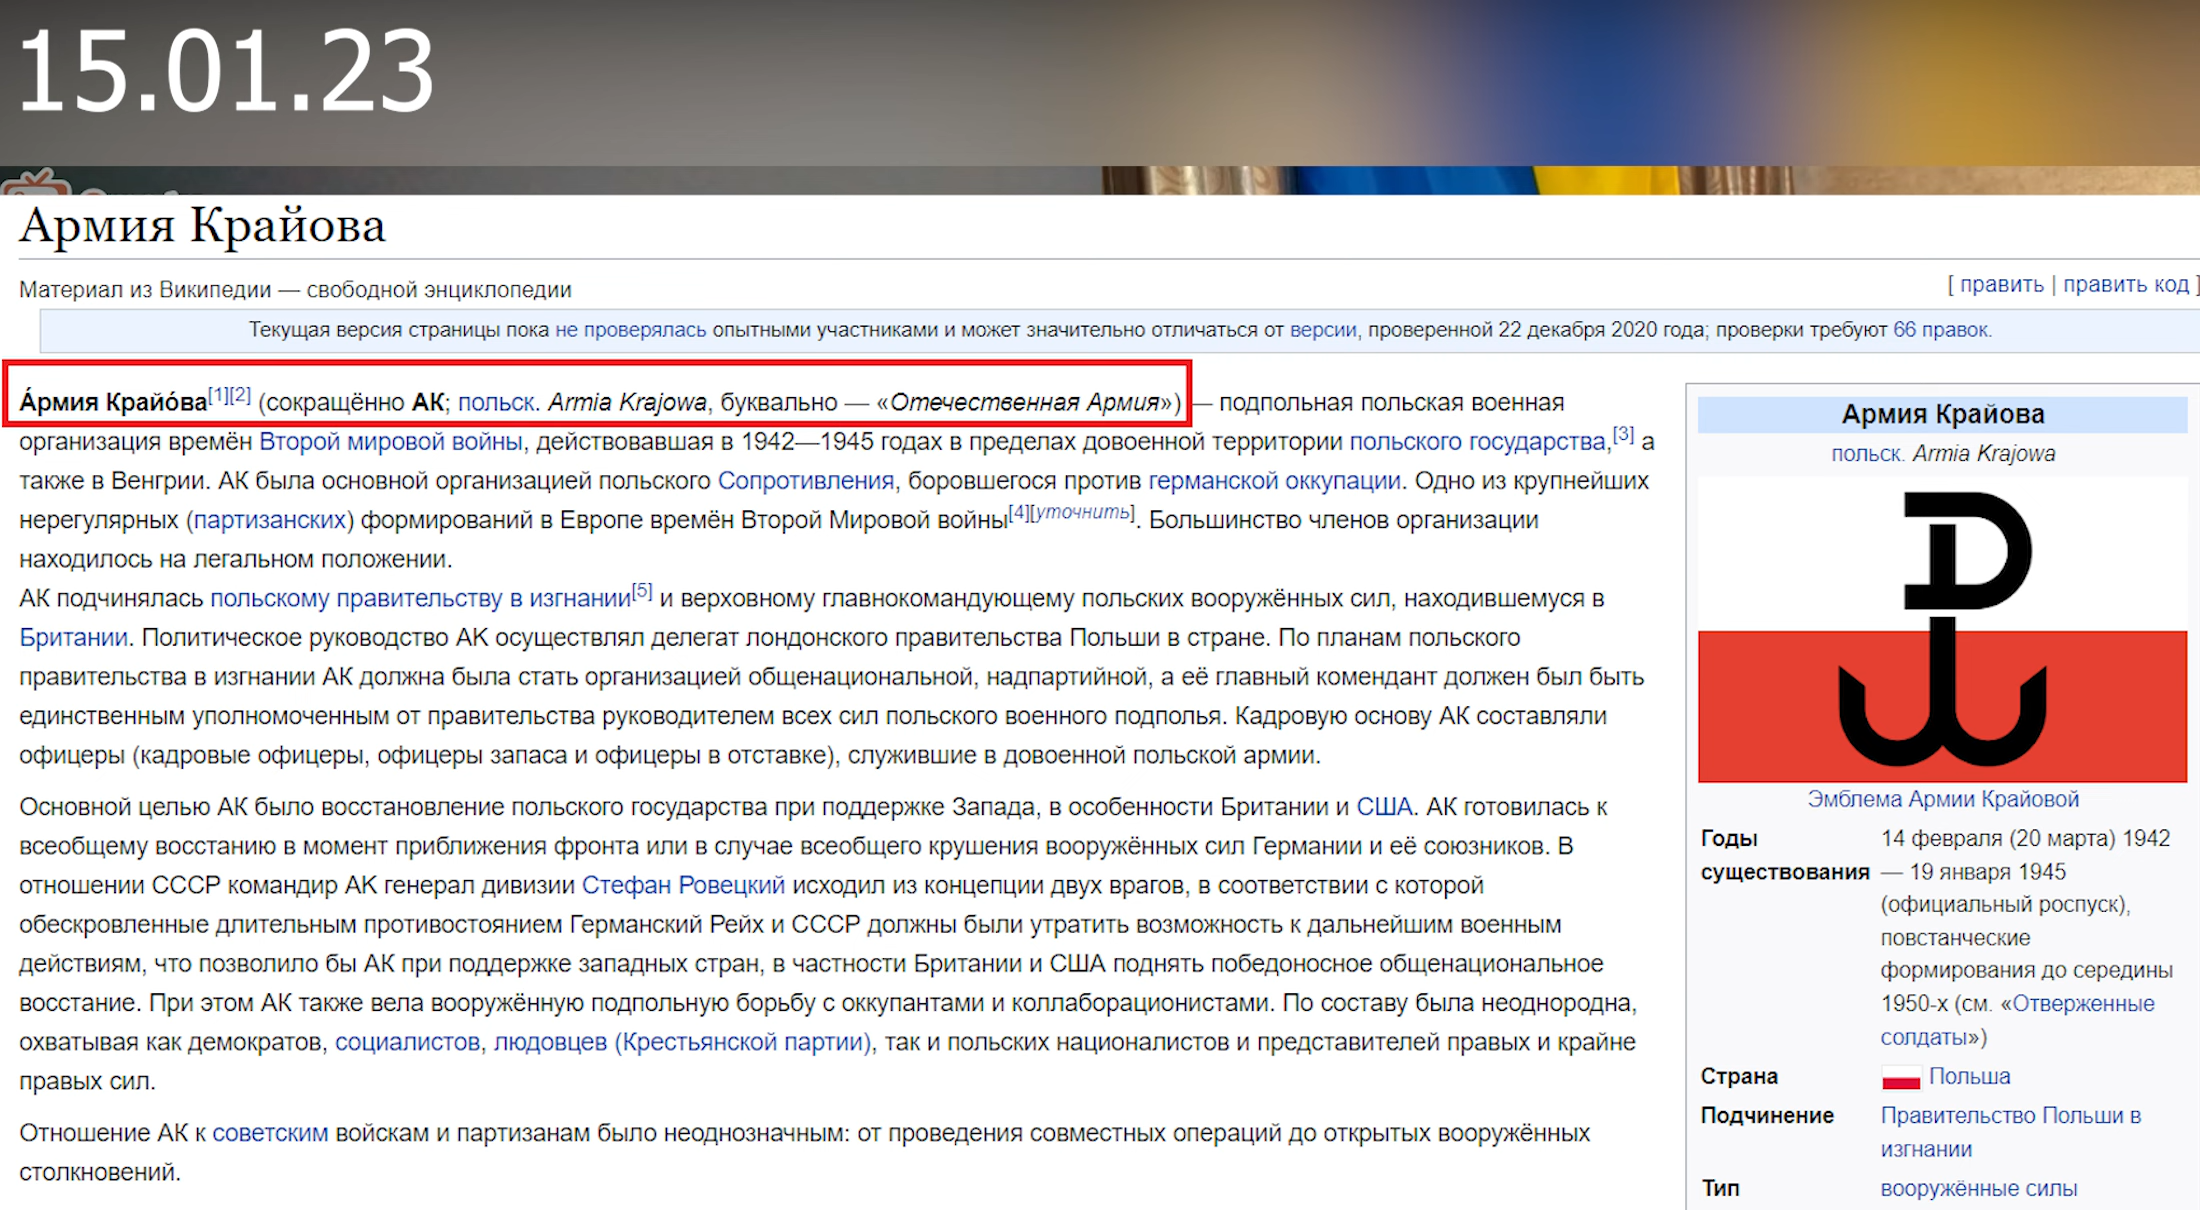 15.01.23
Армия Крайова
Материал из Википедии — свободной энциклопедии
[ править | править код ]
Текущая версия страницы пока не проверялась опытными участниками и может значительно отличаться от версии, проверенной 22 декабря 2020 года; проверки требуют 66 правок.
А́рмия Крайо́ва[1][2] (сокращённо АК; польск. Armia Krajowa, буквально — «Отечественная Армия») — подпольная польская военная
организация времён Второй мировой войны, действовавшая в 1942—1945 годах в пределах довоенной территории польского государства,[3] а
также в Венгрии. АК была основной организацией польского Сопротивления, боровшегося против германской оккупации. Одно из крупнейших
нерегулярных (партизанских) формирований в Европе времён Второй Мировой войны[4][уточнить]. Большинство членов организации
находилось на легальном положении.
АК подчинялась польскому правительству в изгнании[5] и верховному главнокомандующему польских вооружённых сил, находившемуся в
Британии. Политическое руководство АК осуществлял делегат лондонского правительства Польши в стране. По планам польского
правительства в изгнании АК должна была стать организацией общенациональной, надпартийной, а её главный комендант должен был быть
единственным уполномоченным от правительства руководителем всех сил польского военного подполья. Кадровую основу АК составляли
офицеры (кадровые офицеры, офицеры запаса и офицеры в отставке), служившие в довоенной польской армии.
Основной целью АК было восстановление польского государства при поддержке Запада, в особенности Британии и США. АК готовилась к
всеобщему восстанию в момент приближения фронта или в случае всеобщего крушения вооружённых сил Германии и её союзников. В
отношении СССР командир АК генерал дивизии Стефан Ровецкий исходил из концепции двух врагов, в соответствии с которой
обескровленные длительным противостоянием Германский Рейх и СССР должны были утратить возможность к дальнейшим военным
действиям, что позволило бы АК при поддержке западных стран, в частности Британии и США поднять победоносное общенациональное
восстание. При этом АК также вела вооружённую подпольную борьбу с оккупантами и коллаборационистами. По составу была неоднородна,
охватывая как демократов, социалистов, людовцев (Крестьянской партии), так и польских националистов и представителей правых и крайне
правых сил.
Отношение АК к советским войскам и партизанам было неоднозначным: от проведения совместных операций до открытых вооружённых
столкновений.
Армия Крайова
польск. Armia Krajowa
Эмблема Армии Крайовой
Годы существования 14 февраля (20 марта) 1942
— 19 января 1945
(официальный роспуск),
повстанческие
формирования до середины
1950-х (см. «Отверженные
солдаты»)
Страна Польша
Подчинение Правительство Польши в
изгнании
Тип вооружённые силы